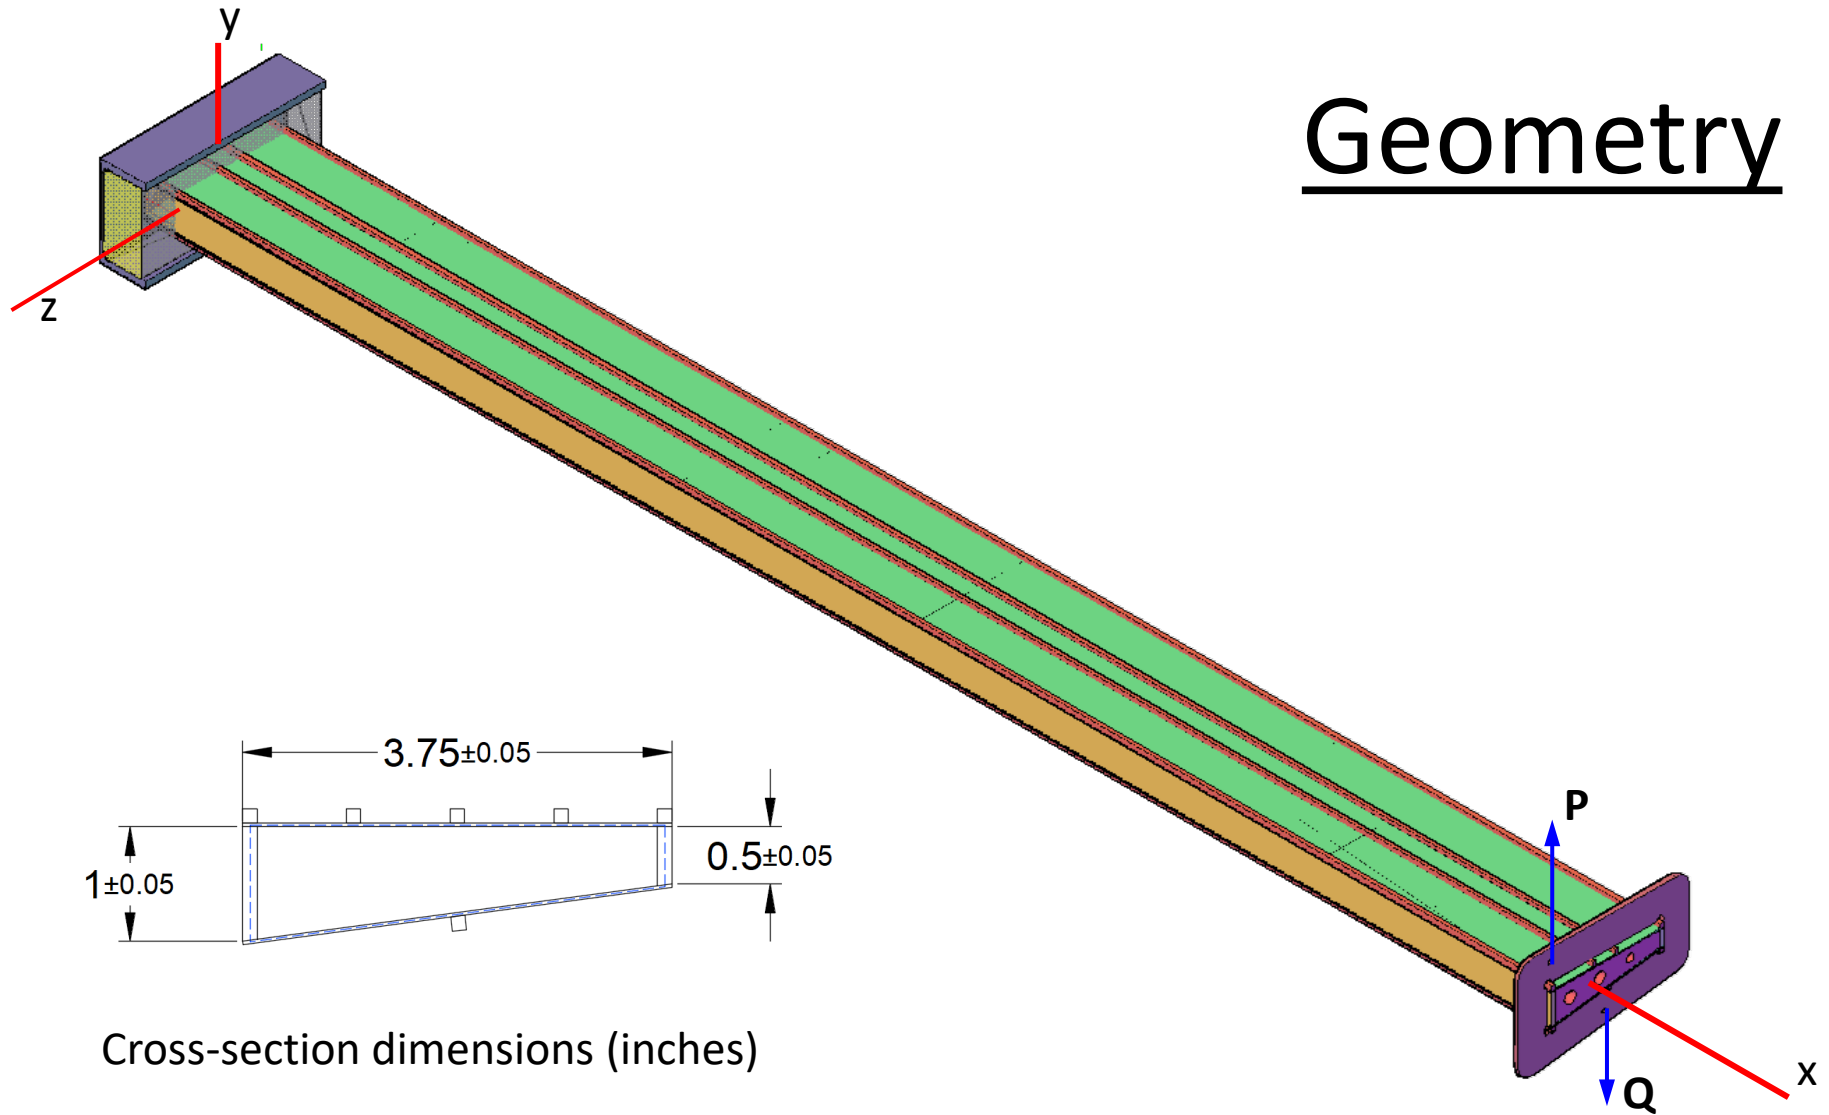 y
Geometry
z
3.75±0.05
P
0.5±0.05
1±0.05
Cross-section dimensions (inches)
x
Q